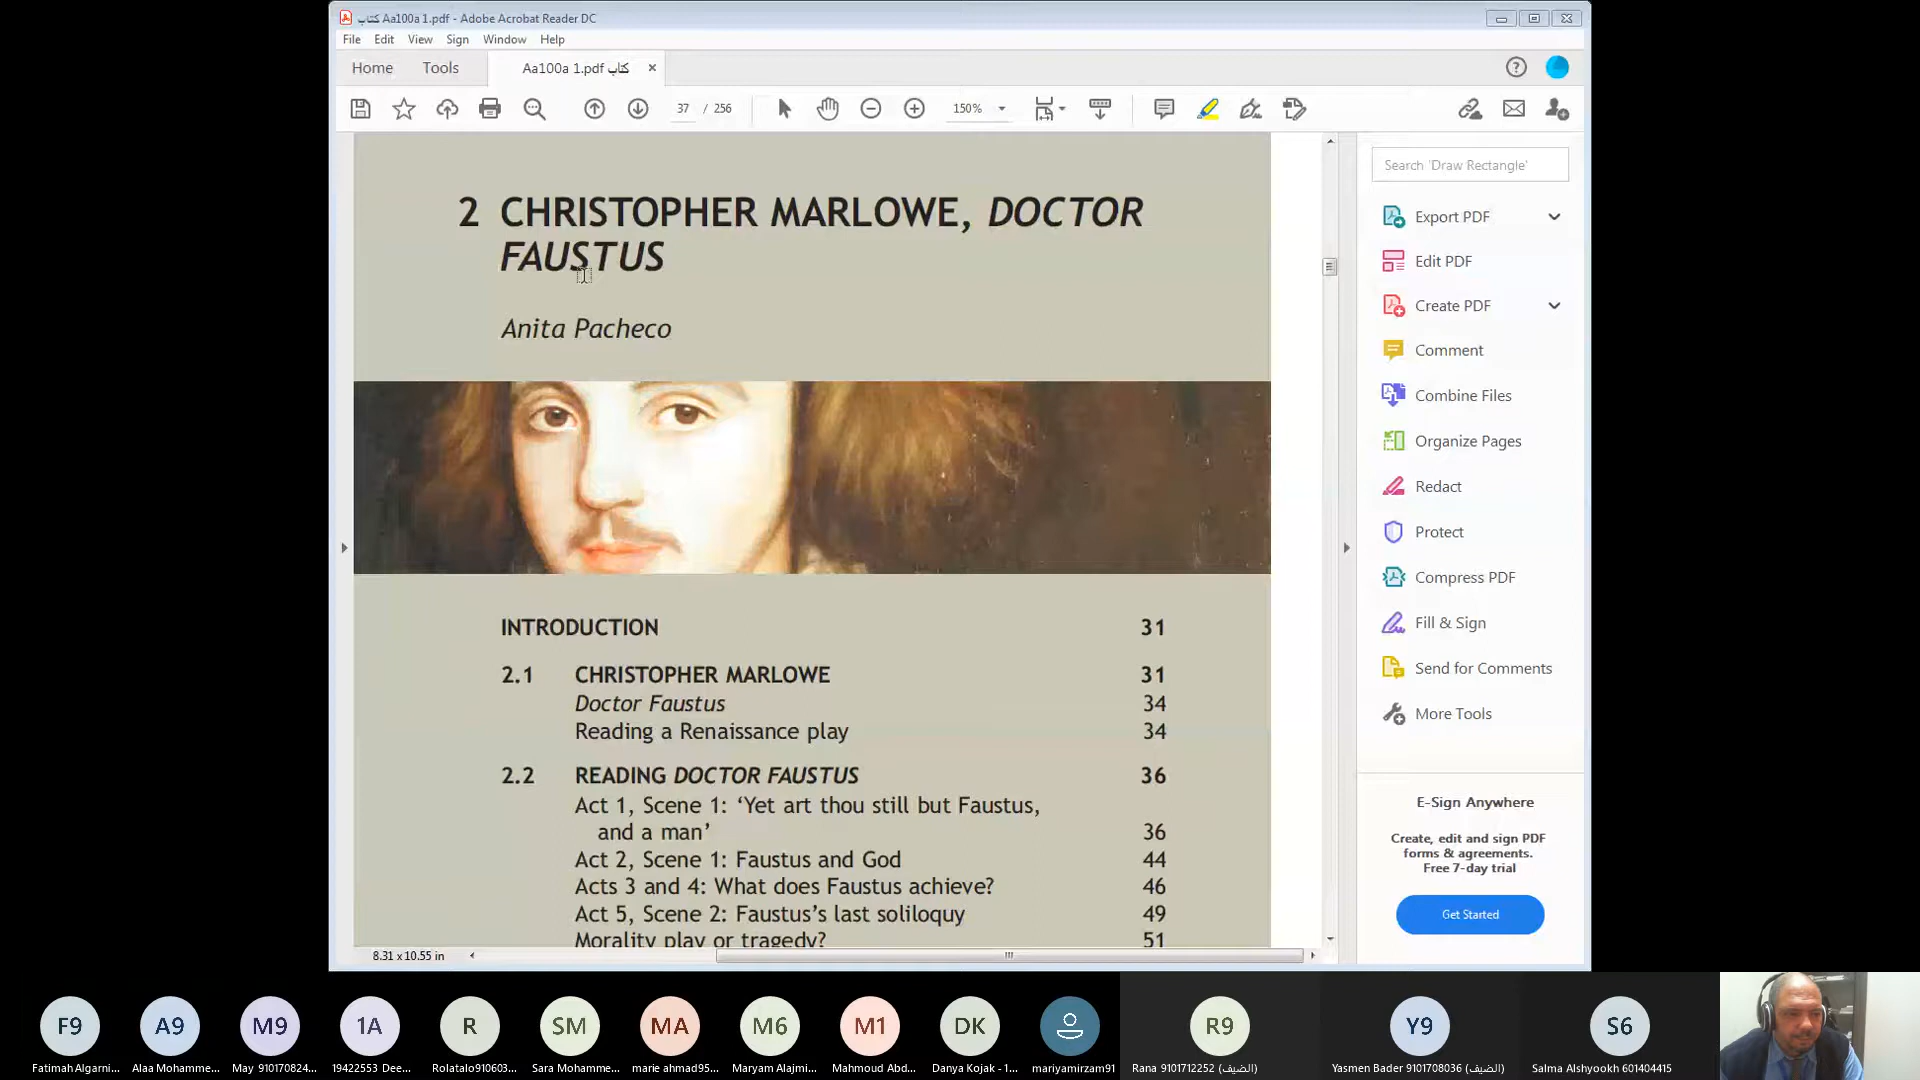 كتاب Aa100a 1.pdf - Adobe Acrobat Reader DC
File Edit View Sign Window Help
Home Tools Aa100a 1.pdf كتاب
37 / 256 150%
Search 'Draw Rectangle'
2 CHRISTOPHER MARLOWE, DOCTOR
FAUSTUS
Anita Pacheco
INTRODUCTION 31
2.1 CHRISTOPHER MARLOWE 31
Doctor Faustus 34
Reading a Renaissance play 34
2.2 READING DOCTOR FAUSTUS 36
Act 1, Scene 1: ‘Yet art thou still but Faustus,
and a man’ 36
Act 2, Scene 1: Faustus and God 44
Acts 3 and 4: What does Faustus achieve? 46
Act 5, Scene 2: Faustus’s last soliloquy 49
Morality play or tragedy? 51
8.31 x 10.55 in
Export PDF
Edit PDF
Create PDF
Comment
Combine Files
Organize Pages
Redact
Protect
Compress PDF
Fill & Sign
Send for Comments
More Tools
E-Sign Anywhere
Create, edit and sign PDF
forms & agreements.
Free 7-day trial
Get Started
F9 A9 M9 1A R SM MA M6 M1 DK R9 Y9 S6
Fatimah Algarni... Alaa Mohamme... May 910170824... 19422553 Dee... Rolatalo910603... Sara Mohamme... marie ahmad95... Maryam Alajmi... Mahmoud Abd... Danya Kojak - 1... mariyamirzam91 Rana 9101712252 (الضيف) Yasmen Bader 9101708036 (الضيف) Salma Alshyookh 601404415